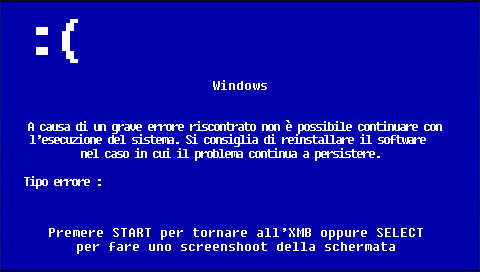 :(
Windows
A causa di un grave errore riscontrato non è possibile continuare con
l'esecuzione del sistema. Si consiglia di reinstallare il software
nel caso in cui il problema continua a persistere.
Tipo errore :
Premere START per tornare all'XMB oppure SELECT
per fare uno screenshoot della schermata